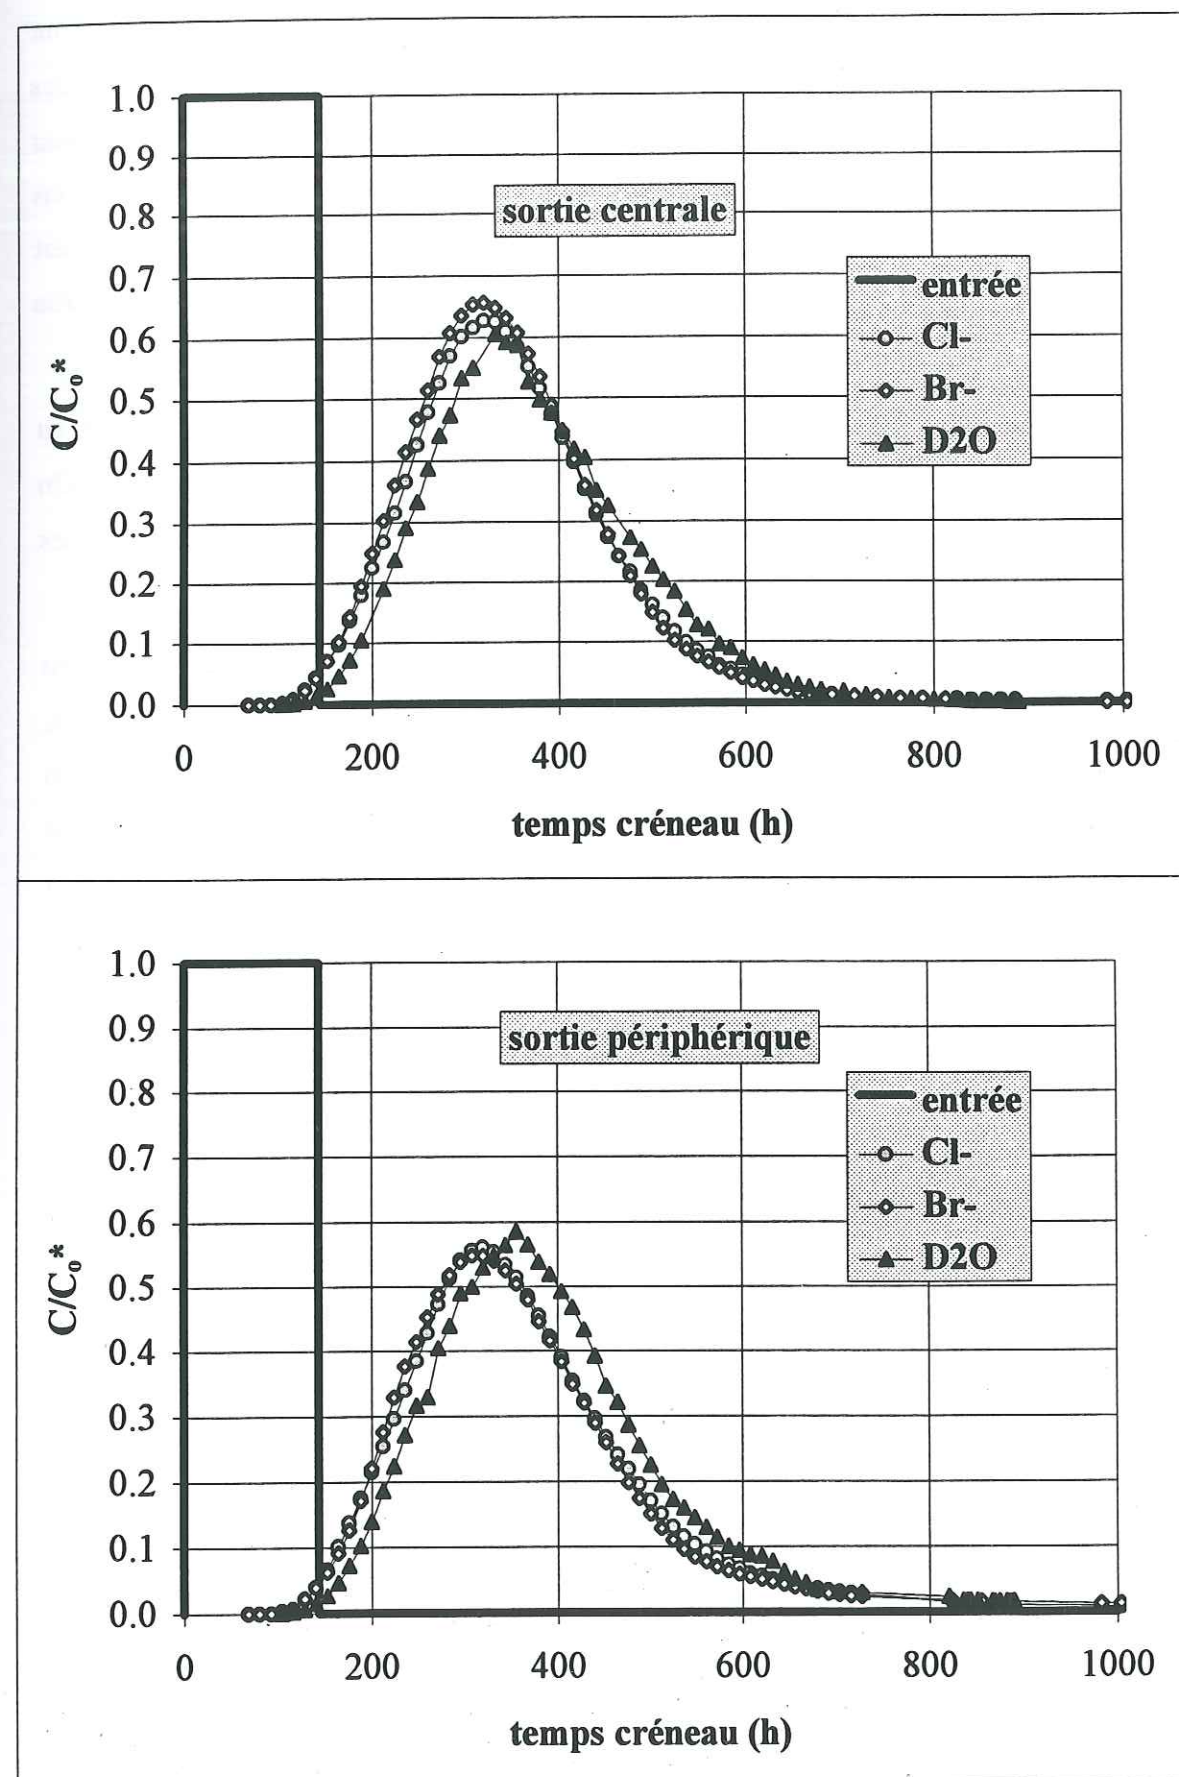 1.0
0.9
0.8
0.7
0.6
0.5
0.4
0.3
0.2
0.1
0.0
C/C₀*
sortie centrale
entrée
Cl-
Br-
D2O
0 200 400 600 800 1000
temps créneau (h)
1.0
0.9
0.8
0.7
0.6
0.5
0.4
0.3
0.2
0.1
0.0
C/C₀*
sortie périphérique
entrée
Cl-
Br-
D2O
0 200 400 600 800 1000
temps créneau (h)